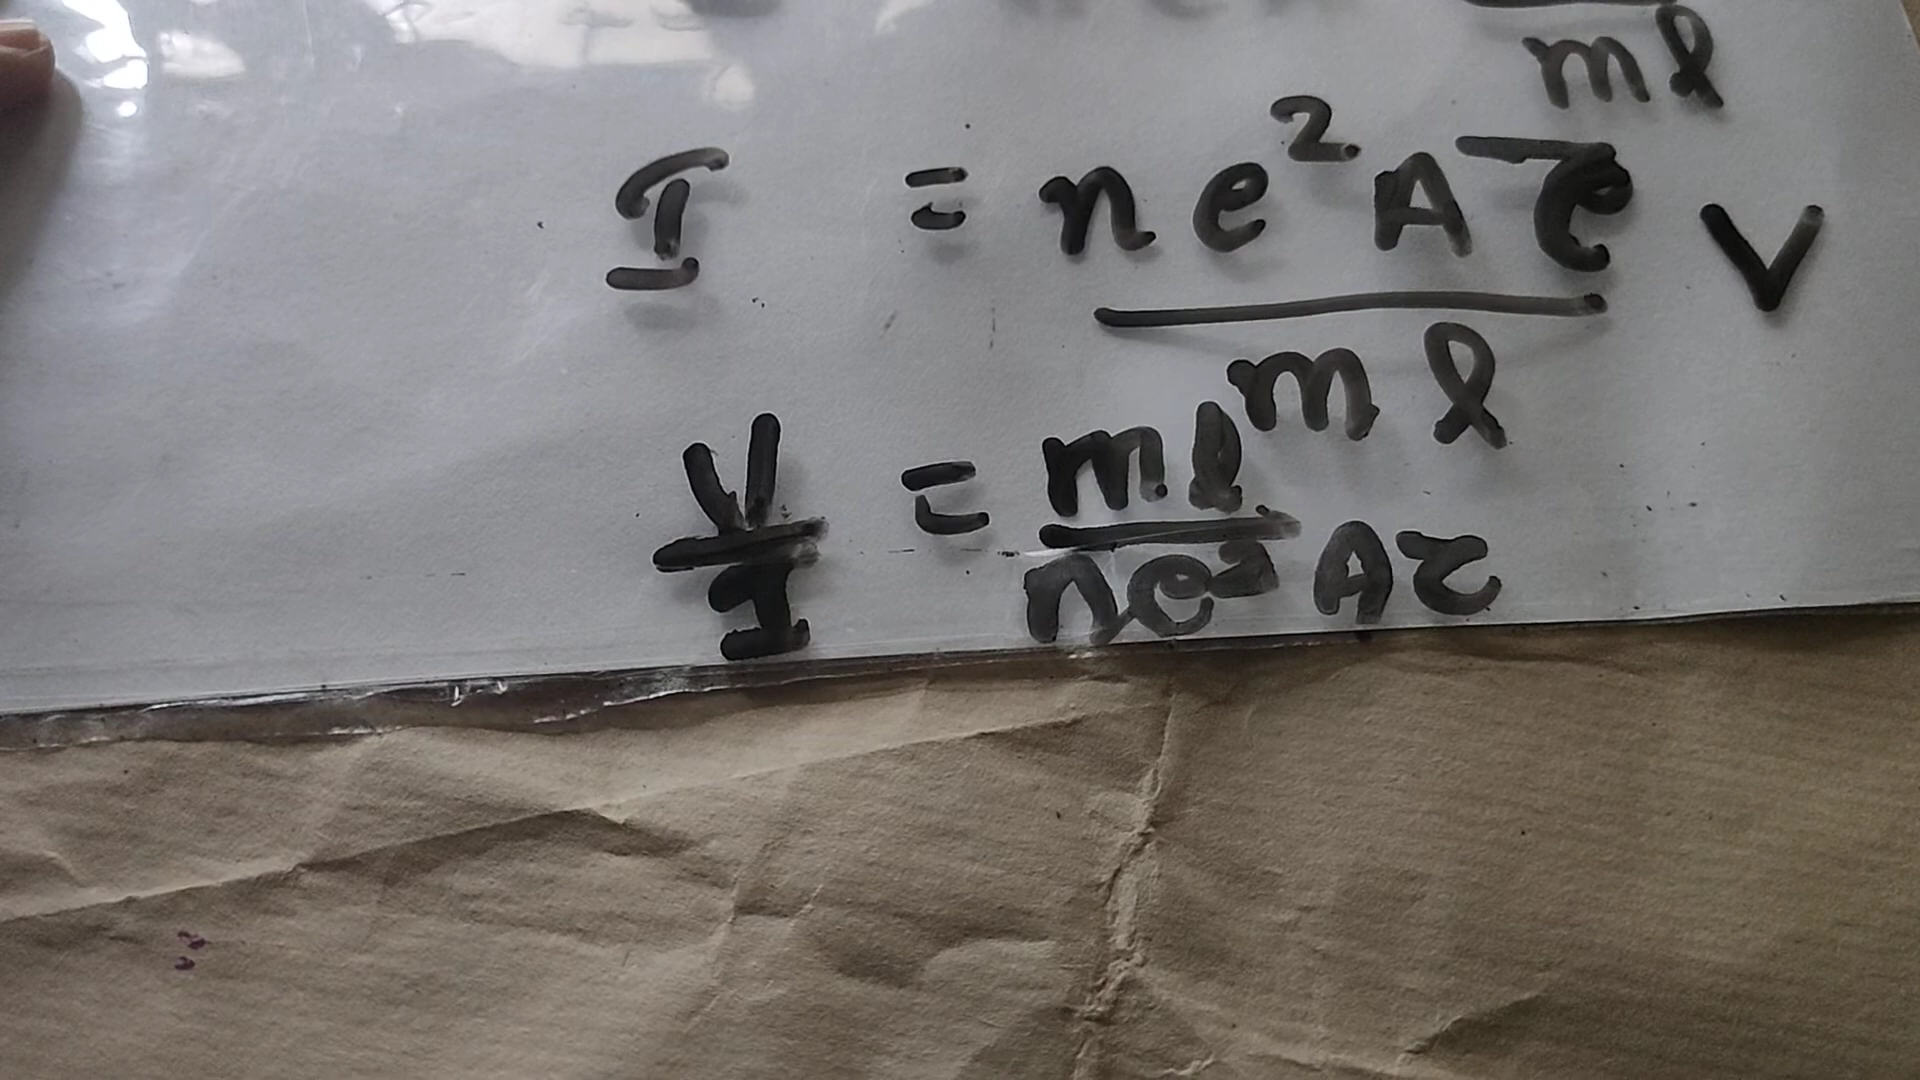 ml
I = ne²Aτ/ml V
V/I = ml/ne²Aτ